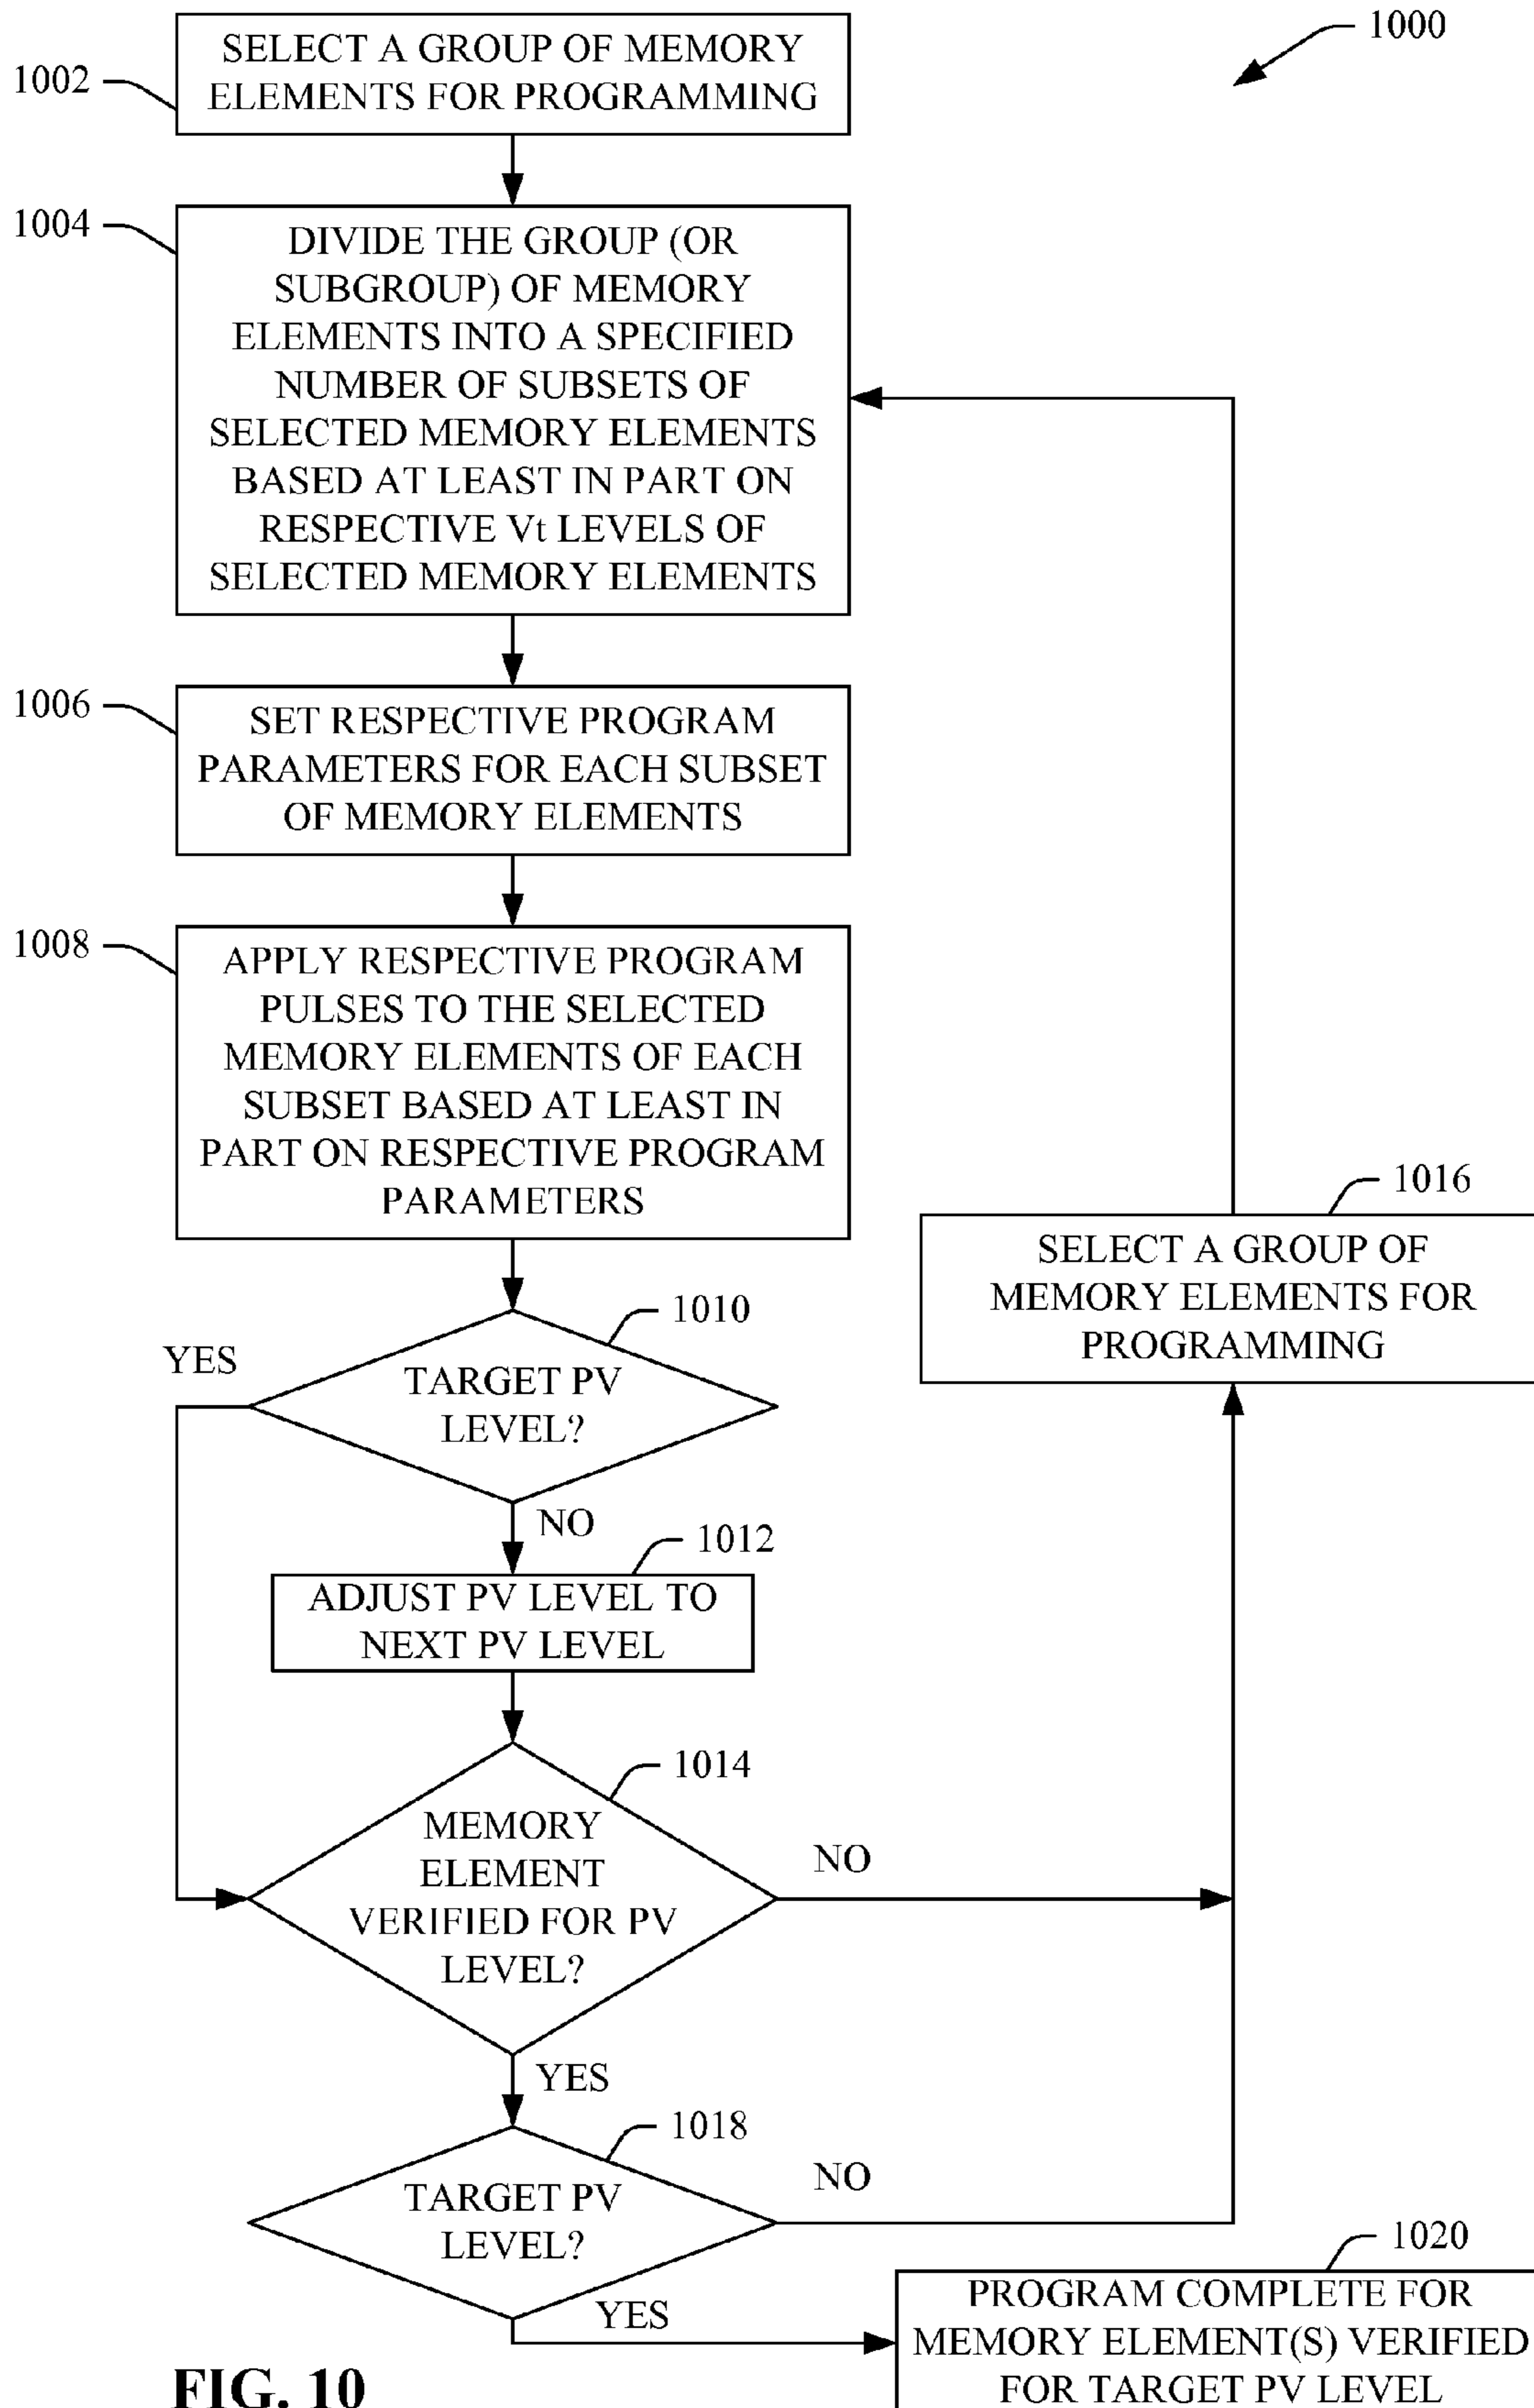 1000
1002
SELECT A GROUP OF MEMORY
ELEMENTS FOR PROGRAMMING
1004
DIVIDE THE GROUP (OR
SUBGROUP) OF MEMORY
ELEMENTS INTO A SPECIFIED
NUMBER OF SUBSETS OF
SELECTED MEMORY ELEMENTS
BASED AT LEAST IN PART ON
RESPECTIVE Vt LEVELS OF
SELECTED MEMORY ELEMENTS
1006
SET RESPECTIVE PROGRAM
PARAMETERS FOR EACH SUBSET
OF MEMORY ELEMENTS
1008
APPLY RESPECTIVE PROGRAM
PULSES TO THE SELECTED
MEMORY ELEMENTS OF EACH
SUBSET BASED AT LEAST IN
PART ON RESPECTIVE PROGRAM
PARAMETERS
1016
SELECT A GROUP OF
MEMORY ELEMENTS FOR
PROGRAMMING
1010
YES
TARGET PV
LEVEL?
NO
1012
ADJUST PV LEVEL TO
NEXT PV LEVEL
1014
MEMORY
ELEMENT
VERIFIED FOR PV
LEVEL?
NO
YES
1018
TARGET PV
LEVEL?
NO
YES
1020
PROGRAM COMPLETE FOR
MEMORY ELEMENT(S) VERIFIED
FOR TARGET PV LEVEL
FIG. 10